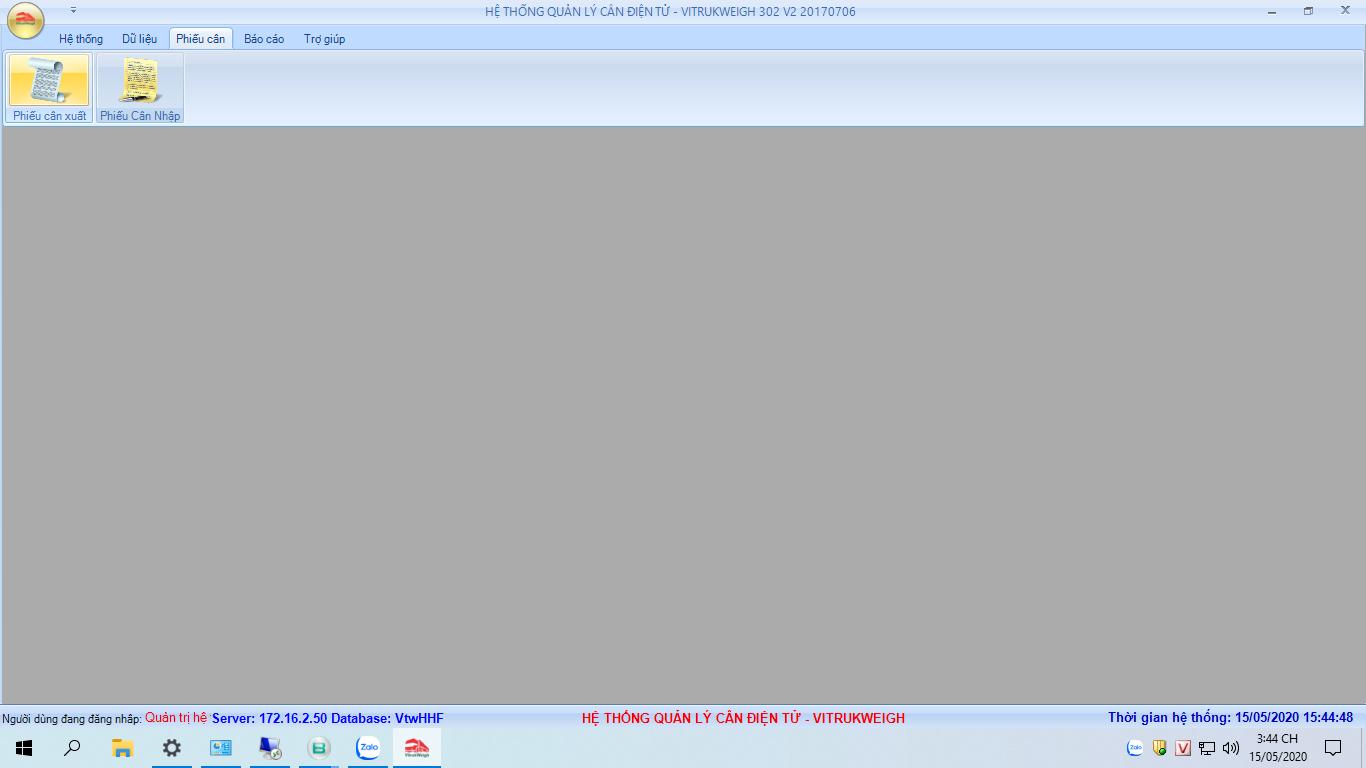 HỆ THỐNG QUẢN LÝ CÂN ĐIỆN TỬ - VITRUKWEIGH 302 V2 20170706
Hệ thống Dữ liệu Phiếu cân Báo cáo Trợ giúp
Phiếu cân xuất Phiếu Cân Nhập
Người dùng đang đăng nhâp: Quản trị hệ Server: 172.16.2.50 Database: VtwHHF HỆ THỐNG QUẢN LÝ CÂN ĐIỆN TỬ - VITRUKWEIGH Thời gian hệ thống: 15/05/2020 15:44:48
Zalo VitrukWeigh Zalo V 3:44 CH
15/05/2020